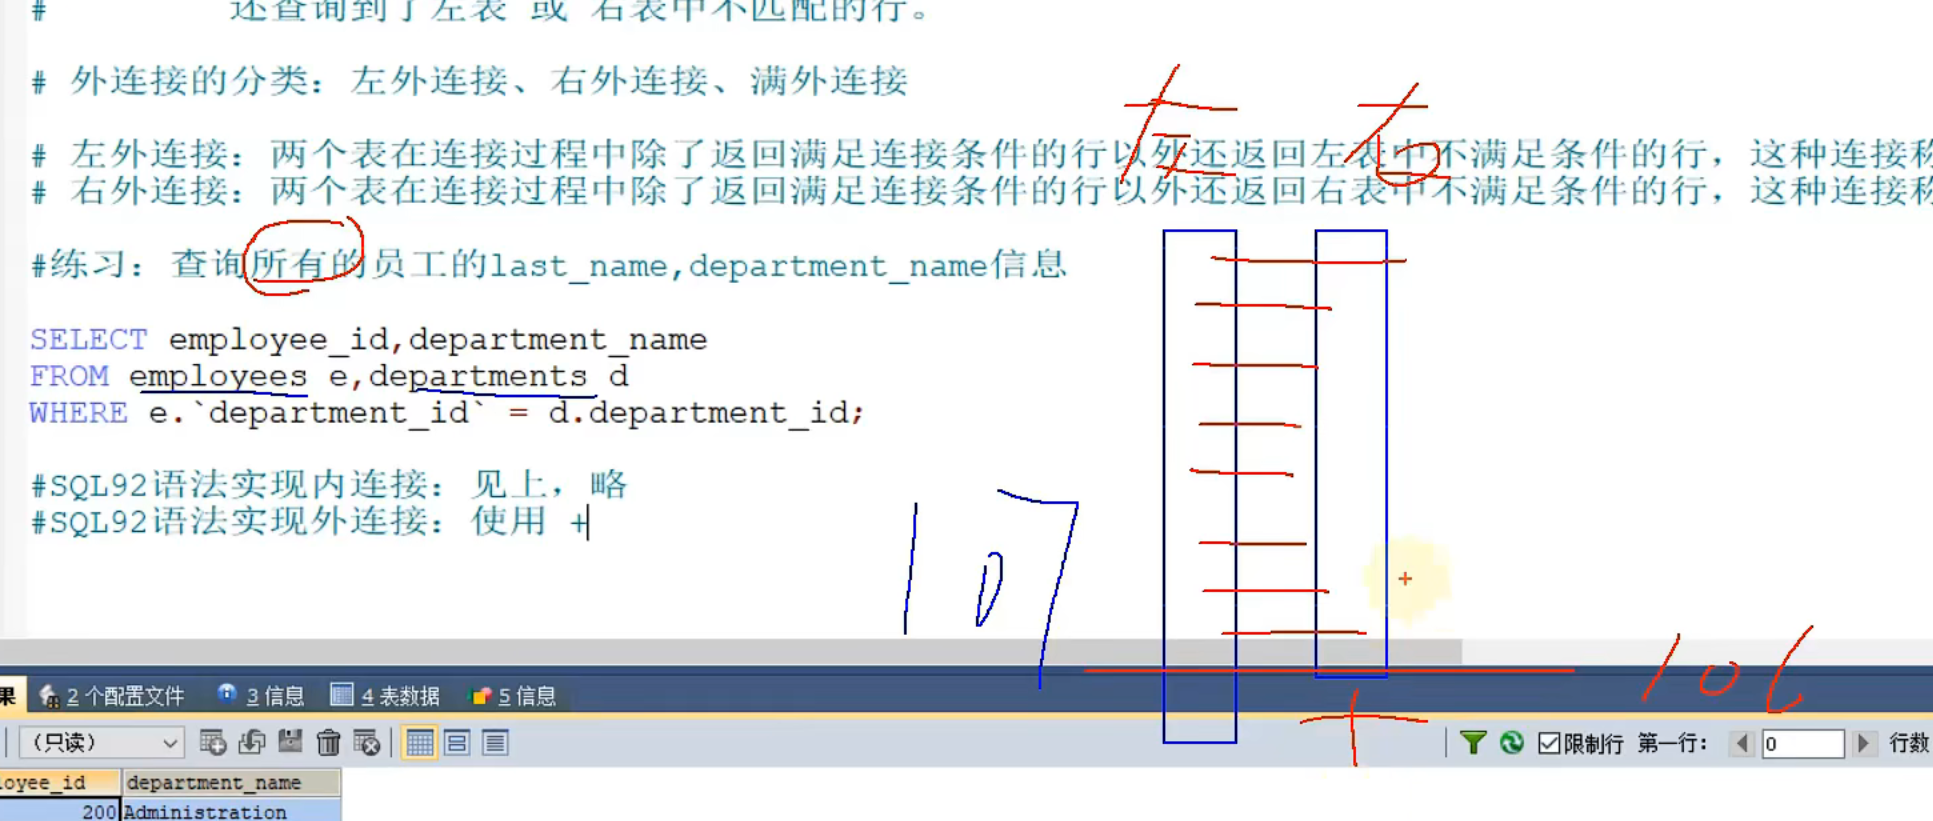 # 还查询到了左表 或 右表中不匹配的行。
# 外连接的分类：左外连接、右外连接、满外连接
左 右
# 左外连接：两个表在连接过程中除了返回满足连接条件的行以外还返回左表中不满足条件的行，这种连接称
# 右外连接：两个表在连接过程中除了返回满足连接条件的行以外还返回右表中不满足条件的行，这种连接称
#练习：查询所有的员工的last_name,department_name信息
SELECT employee_id,department_name
FROM employees e,departments d
WHERE e.`department_id` = d.department_id;
#SQL92语法实现内连接：见上，略
#SQL92语法实现外连接：使用 +
107
106
果 2 个配置文件 3 信息 4 表数据 5 信息
+
（只读） 限制行 第一行： 0 行数
loyee_id department_name
200 Administration